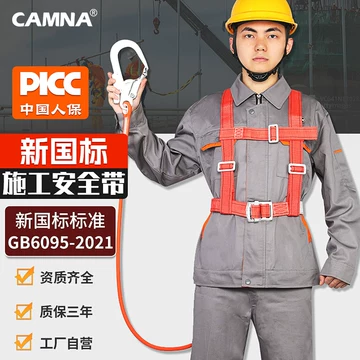 CAMNA®
PICC
中国人保
新国标
施工安全带
新国标标准
GB6095-2021
资质齐全
质保三年
工厂自营